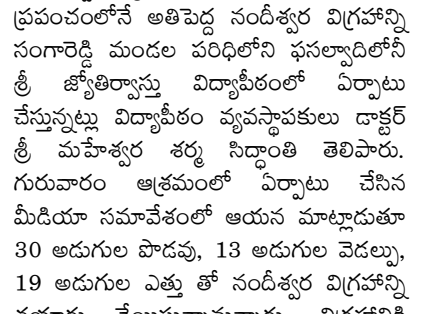 ప్రపంచంలోనే అతిపెద్ద నందీశ్వర విగ్రహాన్ని
సంగారెడ్డి మండల పరిధిలోని ఫసల్వాదిలోని
శ్రీ జ్యోతిర్వాస్తు విద్యాపీఠంలో ఏర్పాటు
చేస్తున్నట్లు విద్యాపీఠం వ్యవస్థాపకులు డాక్టర్
శ్రీ మహేశ్వర శర్మ సిద్ధాంతి తెలిపారు.
గురువారం ఆశ్రమంలో ఏర్పాటు చేసిన
మీడియా సమావేశంలో ఆయన మాట్లాడుతూ
30 అడుగుల పొడవు, 13 అడుగుల వెడల్పు,
19 అడుగుల ఎత్తు తో నందీశ్వర విగ్రహాన్ని